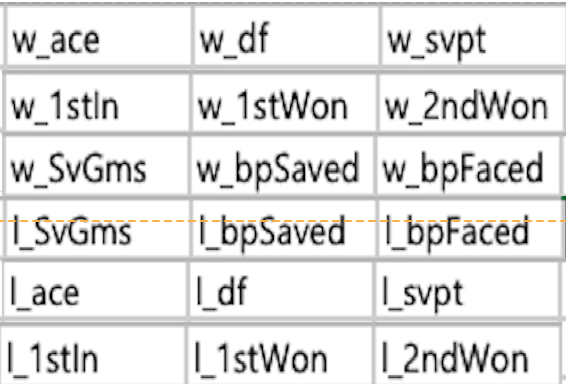 w_ace w_df w_svpt
w_1stIn w_1stWon w_2ndWon
w_SvGms w_bpSaved w_bpFaced
l_SvGms l_bpSaved l_bpFaced
l_ace l_df l_svpt
l_1stIn l_1stWon l_2ndWon